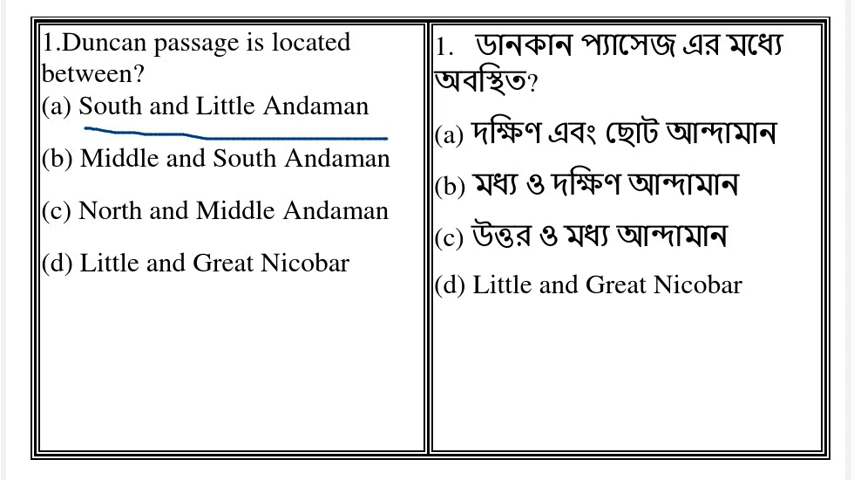 1.Duncan passage is located
between?
(a) South and Little Andaman
(b) Middle and South Andaman
(c) North and Middle Andaman
(d) Little and Great Nicobar
1. ডানকান প্যাসেজ এর মধ্যে
অবস্থিত?
(a) দক্ষিণ এবং ছোট আন্দামান
(b) মধ্য ও দক্ষিণ আন্দামান
(c) উত্তর ও মধ্য আন্দামান
(d) Little and Great Nicobar